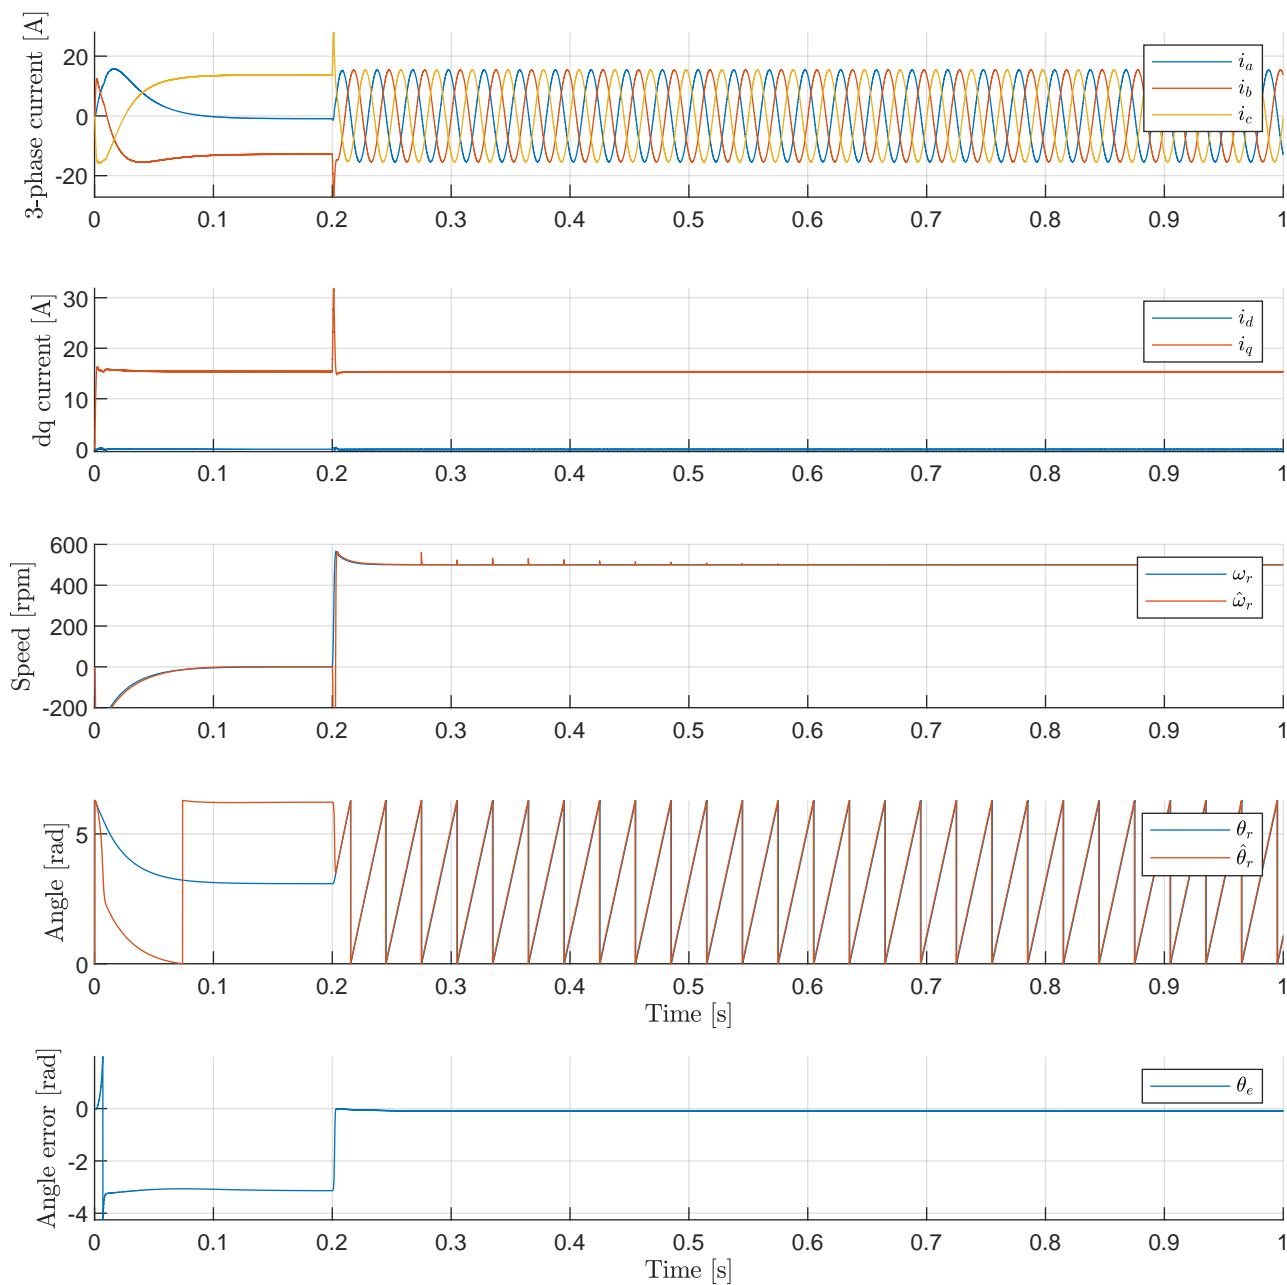 3-phase current [A]
20
0
-20
i_a
i_b
i_c
0 0.1 0.2 0.3 0.4 0.5 0.6 0.7 0.8 0.9 1
dq current [A]
30
20
10
0
i_d
i_q
0 0.1 0.2 0.3 0.4 0.5 0.6 0.7 0.8 0.9 1
Speed [rpm]
600
400
200
0
-200
ω_r
ω̂_r
0 0.1 0.2 0.3 0.4 0.5 0.6 0.7 0.8 0.9 1
Angle [rad]
5
0
θ_r
θ̂_r
0 0.1 0.2 0.3 0.4 0.5 0.6 0.7 0.8 0.9 1
Time [s]
Angle error [rad]
0
-2
-4
θ_e
0 0.1 0.2 0.3 0.4 0.5 0.6 0.7 0.8 0.9 1
Time [s]